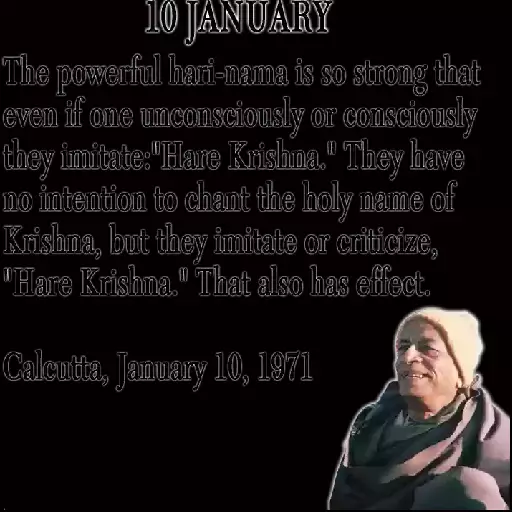 10 JANUARY
The powerful hari-nama is so strong that
even if one unconsciously or consciously
they imitate:"Hare Krishna." They have
no intention to chant the holy name of
Krishna, but they imitate or criticize,
"Hare Krishna." That also has effect.
Calcutta, January 10, 1971